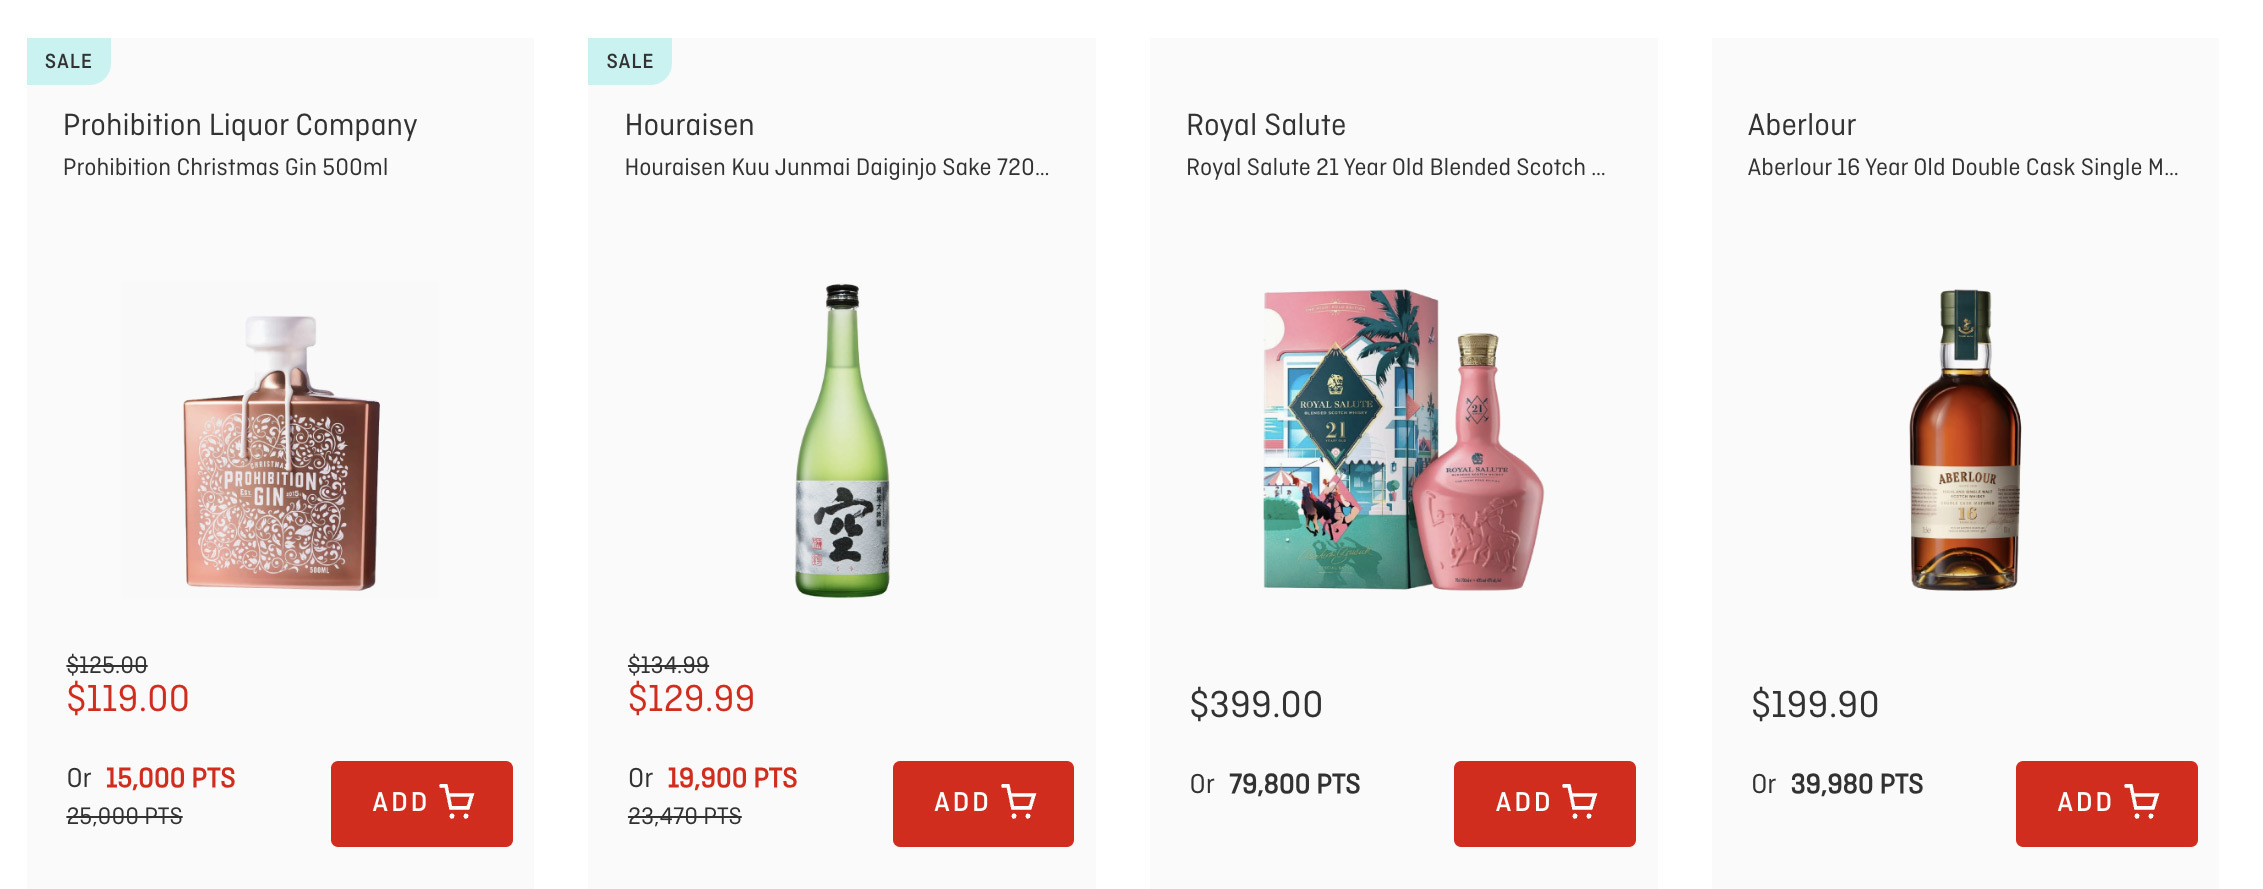 SALE
Prohibition Liquor Company
Prohibition Christmas Gin 500ml
PROHIBITION
GIN
500ML
$125.00
$119.00
Or 15,000 PTS
25,000 PTS
ADD
SALE
Houraisen
Houraisen Kuu Junmai Daiginjo Sake 720...
空
$134.99
$129.99
Or 19,900 PTS
23,470 PTS
ADD
Royal Salute
Royal Salute 21 Year Old Blended Scotch ...
ROYAL SALUTE
BLENDED SCOTCH WHISKY
21
21
ROYAL SALUTE
BLENDED SCOTCH WHISKY
$399.00
Or 79,800 PTS
ADD
Aberlour
Aberlour 16 Year Old Double Cask Single M...
ABERLOUR
16
$199.90
Or 39,980 PTS
ADD